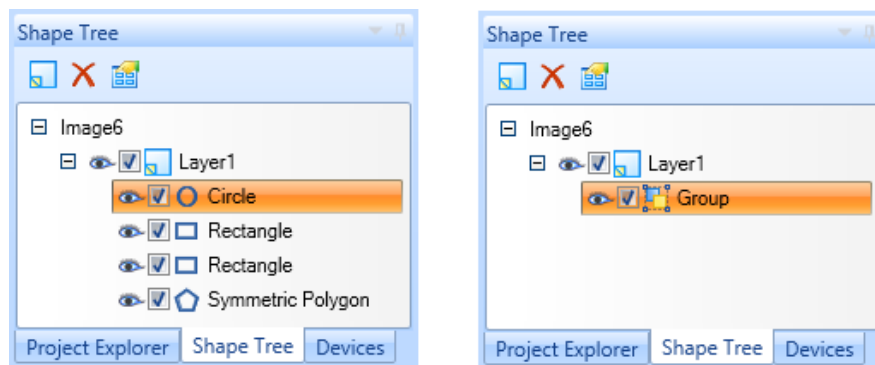 Shape Tree
Image6
Layer1
Circle
Rectangle
Rectangle
Symmetric Polygon
Project Explorer Shape Tree Devices
Shape Tree
Image6
Layer1
Group
Project Explorer Shape Tree Devices